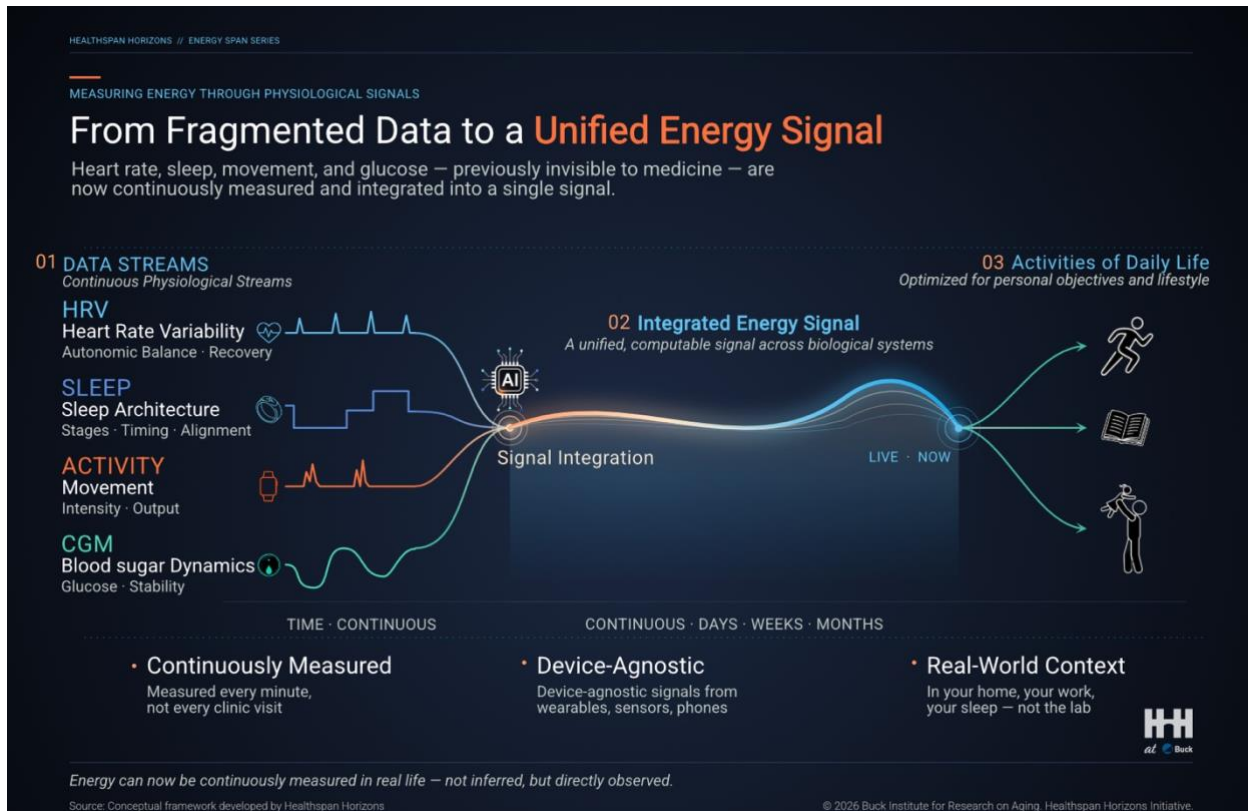 HEALTHSPAN HORIZONS // ENERGY SPAN SERIES
MEASURING ENERGY THROUGH PHYSIOLOGICAL SIGNALS
From Fragmented Data to a Unified Energy Signal
Heart rate, sleep, movement, and glucose — previously invisible to medicine — are
now continuously measured and integrated into a single signal.
01 DATA STREAMS
Continuous Physiological Streams
HRV
Heart Rate Variability
Autonomic Balance · Recovery
SLEEP
Sleep Architecture
Stages · Timing · Alignment
ACTIVITY
Movement
Intensity · Output
CGM
Blood sugar Dynamics
Glucose · Stability
AI
Signal Integration
02 Integrated Energy Signal
A unified, computable signal across biological systems
LIVE · NOW
03 Activities of Daily Life
Optimized for personal objectives and lifestyle
TIME · CONTINUOUS
CONTINUOUS · DAYS · WEEKS · MONTHS
• Continuously Measured
Measured every minute,
not every clinic visit
• Device-Agnostic
Device-agnostic signals from
wearables, sensors, phones
• Real-World Context
In your home, your work,
your sleep — not the lab
HH
at Buck
Energy can now be continuously measured in real life — not inferred, but directly observed.
Source: Conceptual framework developed by Healthspan Horizons
© 2026 Buck Institute for Research on Aging. Healthspan Horizons Initiative.